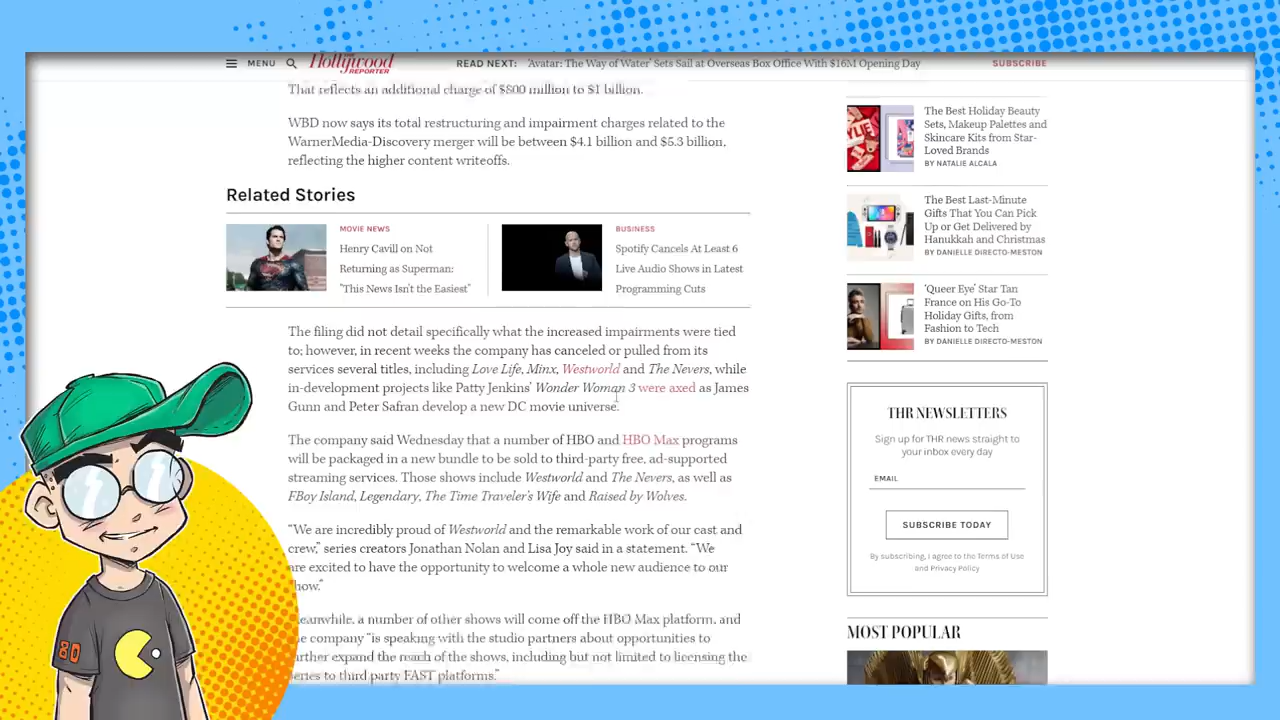 MENU
Hollywood
REPORTER
READ NEXT: 'Avatar: The Way of Water' Sets Sail at Overseas Box Office With $16M Opening Day
SUBSCRIBE
That reflects an additional charge of $800 million to $1 billion.
WBD now says its total restructuring and impairment charges related to the
WarnerMedia-Discovery merger will be between $4.1 billion and $5.3 billion,
reflecting the higher content writeoffs.
Related Stories
MOVIE NEWS
Henry Cavill on Not
Returning as Superman:
"This News Isn't the Easiest"
BUSINESS
Spotify Cancels At Least 6
Live Audio Shows in Latest
Programming Cuts
The filing did not detail specifically what the increased impairments were tied
to; however, in recent weeks the company has canceled or pulled from its
services several titles, including Love Life, Minx, Westworld and The Nevers, while
in-development projects like Patty Jenkins' Wonder Woman 3 were axed as James
Gunn and Peter Safran develop a new DC movie universe.
The company said Wednesday that a number of HBO and HBO Max programs
will be packaged in a new bundle to be sold to third-party free, ad-supported
streaming services. Those shows include Westworld and The Nevers, as well as
FBoy Island, Legendary, The Time Traveler's Wife and Raised by Wolves.
"We are incredibly proud of Westworld and the remarkable work of our cast and
crew," series creators Jonathan Nolan and Lisa Joy said in a statement. "We
are excited to have the opportunity to welcome a whole new audience to our
show."
eanwhile, a number of other shows will come off the HBO Max platform, and
he company "is speaking with the studio partners about opportunities to
urther expand the reach of the shows, including but not limited to licensing the
series to third party FAST platforms."
The Best Holiday Beauty
Sets, Makeup Palettes and
Skincare Kits from Star-
Loved Brands
BY NATALIE ALCALA
The Best Last-Minute
Gifts That You Can Pick
Up or Get Delivered by
Hanukkah and Christmas
BY DANIELLE DIRECTO-MESTON
'Queer Eye' Star Tan
France on His Go-To
Holiday Gifts, from
Fashion to Tech
BY DANIELLE DIRECTO-MESTON
THR NEWSLETTERS
Sign up for THR news straight to
your inbox every day
EMAIL
SUBSCRIBE TODAY
By subscribing, I agree to the Terms of Use
and Privacy Policy
MOST POPULAR
80